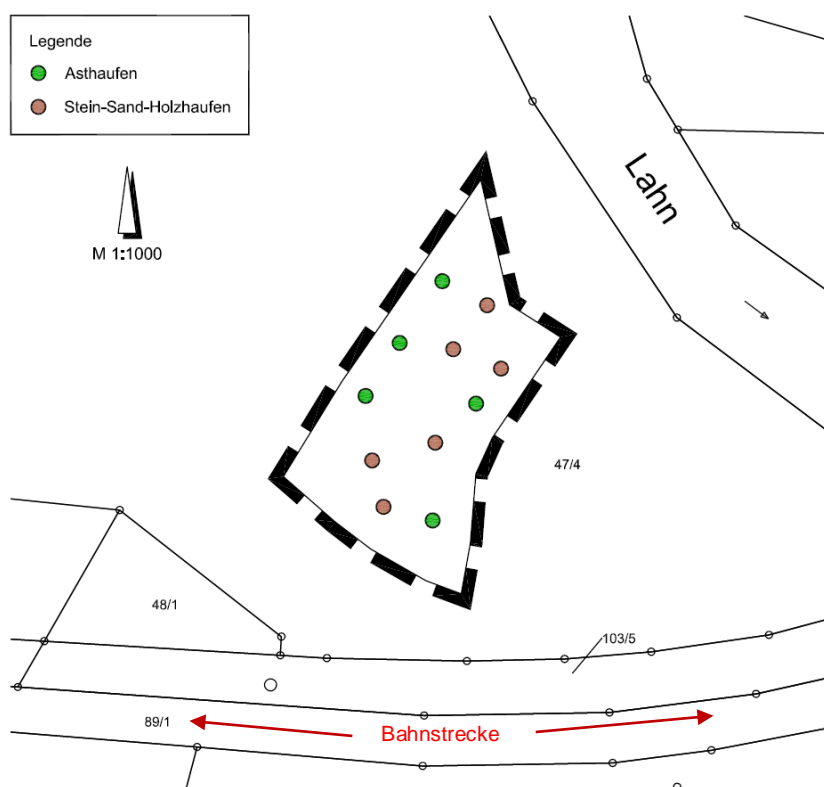 Legende
Asthaufen
Stein-Sand-Holzhaufen
M 1:1000
Lahn
47/4
48/1
103/5
89/1
Bahnstrecke